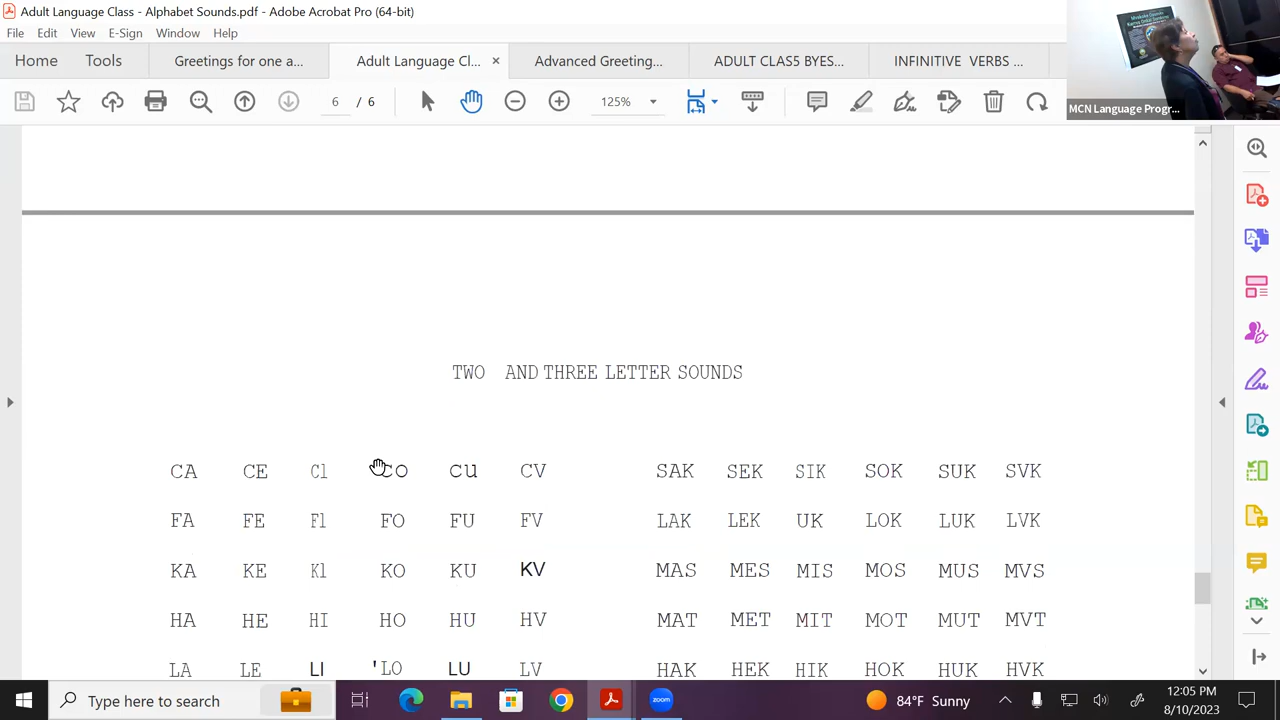 Adult Language Class - Alphabet Sounds.pdf - Adobe Acrobat Pro (64-bit)
File Edit View E-Sign Window Help
Home Tools Greetings for one a... Adult Language Cl... × Advanced Greeting... ADULT CLAS5 BYES... INFINITIVE VERBS ...
6 / 6 125%
MCN Language Progr...
TWO AND THREE LETTER SOUNDS
CA CE Cl CO cu CV SAK SEK SIK SOK SUK SVK
FA FE Fl FO FU FV LAK LEK UK LOK LUK LVK
KA KE Kl KO KU KV MAS MES MIS MOS MUS MVS
HA HE HI HO HU HV MAT MET MIT MOT MUT MVT
LA LE LI 'LO LU LV HAK HEK HIK HOK HUK HVK
Type here to search
zoom
84°F Sunny
12:05 PM
8/10/2023